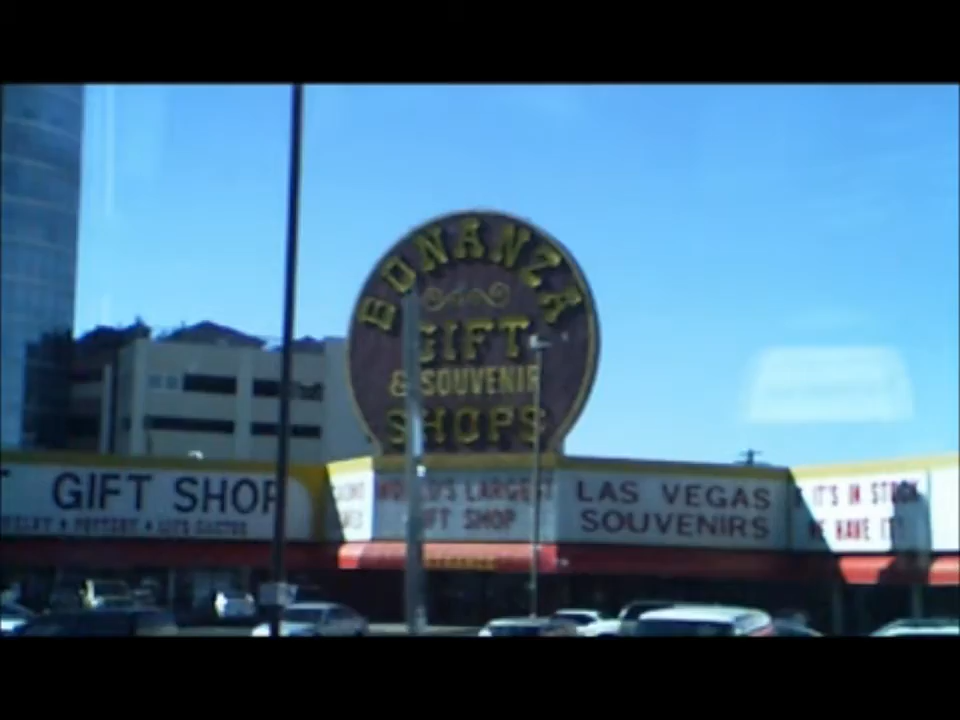 BONANZA
GIFT
& SOUVENIR
SHOPS
GIFT SHOP
WORLD'S LARGEST
GIFT SHOP
LAS VEGAS
SOUVENIRS
IF IT'S IN STOCK
WE HAVE IT!